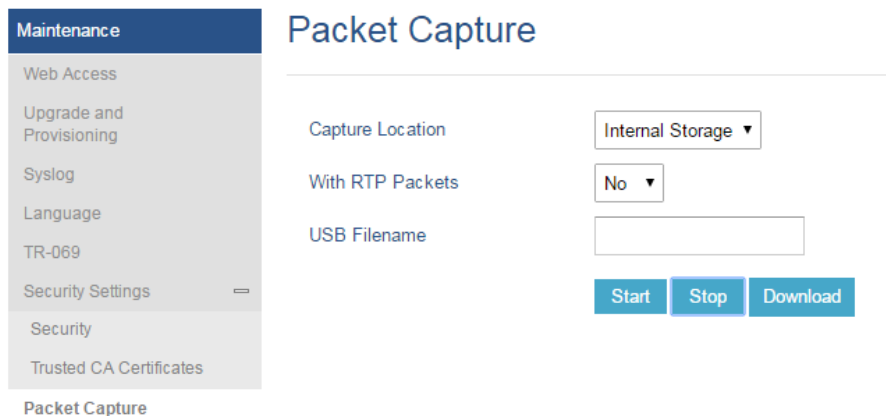 Maintenance
Web Access
Upgrade and
Provisioning
Syslog
Language
TR-069
Security Settings
Security
Trusted CA Certificates
Packet Capture
Packet Capture
Capture Location
Internal Storage
With RTP Packets
No
USB Filename
Start
Stop
Download